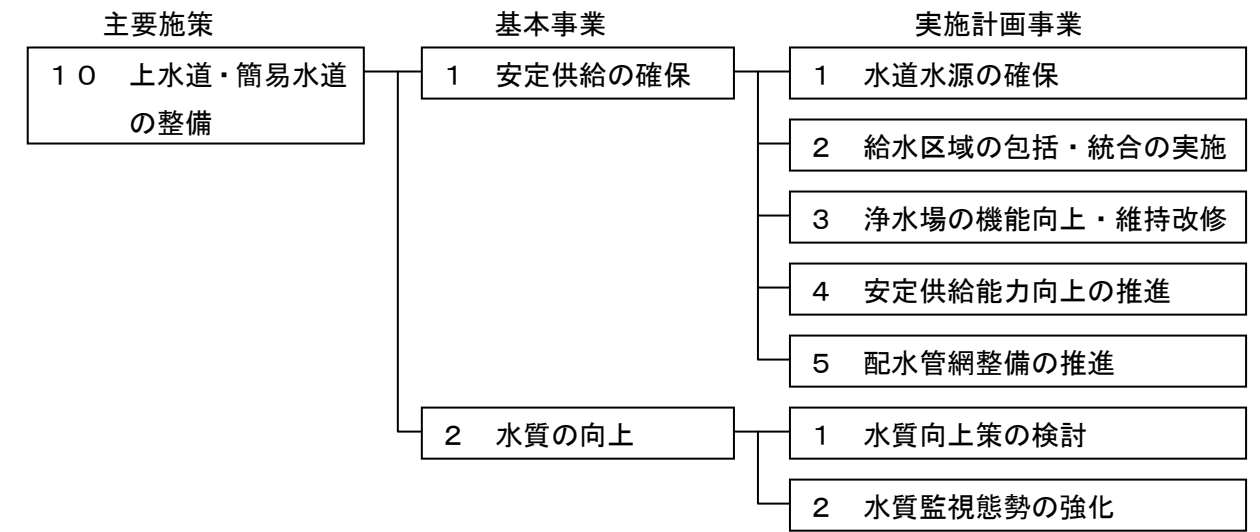 主要施策
基本事業
実施計画事業
１０　上水道・簡易水道
の整備
１　安定供給の確保
１　水道水源の確保
２　給水区域の包括・統合の実施
３　浄水場の機能向上・維持改修
４　安定供給能力向上の推進
５　配水管網整備の推進
２　水質の向上
１　水質向上策の検討
２　水質監視態勢の強化